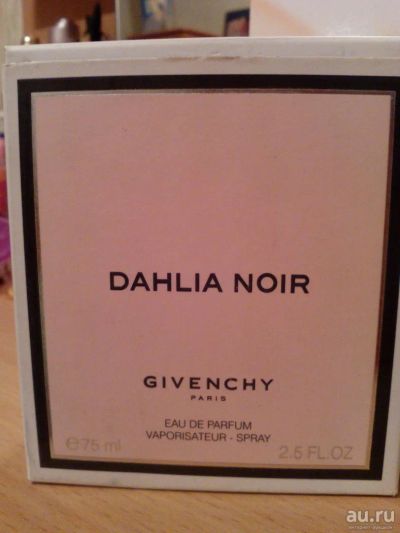 DAHLIA NOIR
GIVENCHY
PARIS
EAU DE PARFUM
VAPORISATEUR - SPRAY
℮75 ml
2.5 FL.OZ
au.ru